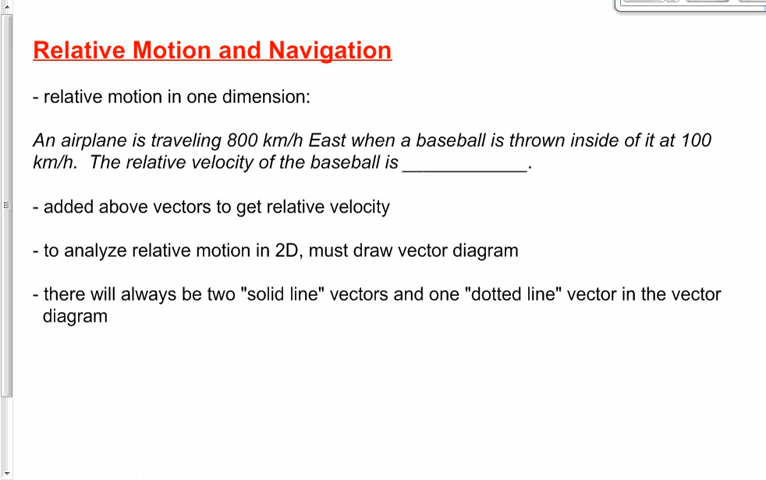 Relative Motion and Navigation
- relative motion in one dimension:
An airplane is traveling 800 km/h East when a baseball is thrown inside of it at 100
km/h. The relative velocity of the baseball is ____________.
- added above vectors to get relative velocity
- to analyze relative motion in 2D, must draw vector diagram
- there will always be two "solid line" vectors and one "dotted line" vector in the vector
diagram